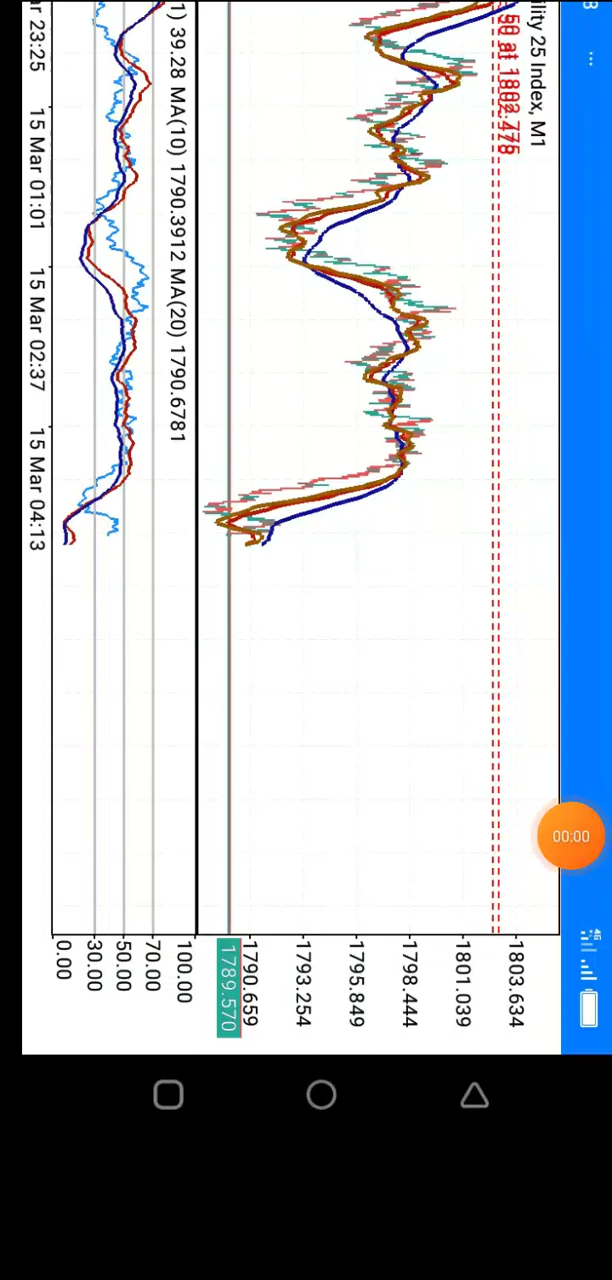 ility 25 Index, M1
50 at 1802.478
1) 39.28 MA(10) 1790.3912 MA(20) 1790.6781
1803.634
1801.039
1798.444
1795.849
1793.254
1790.659
1789.570
100.00
70.00
50.00
30.00
0.00
ar 23:25
15 Mar 01:01
15 Mar 02:37
15 Mar 04:13
00:00
4G